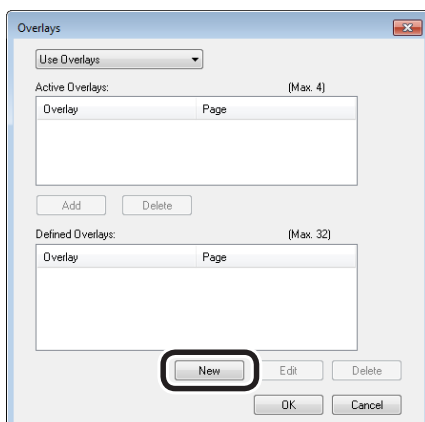 Overlays
Use Overlays
Active Overlays: (Max. 4)
Overlay Page
Add Delete
Defined Overlays: (Max. 32)
Overlay Page
New Edit Delete
OK Cancel